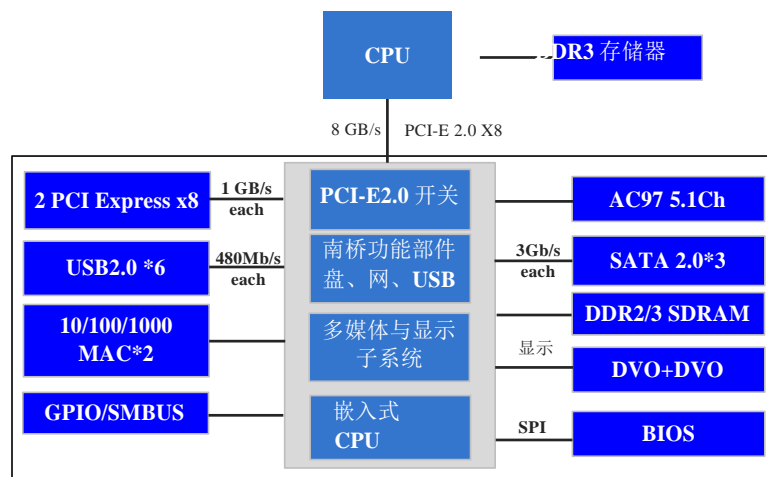 CPU
DDR3 存储器
8 GB/s
PCI-E 2.0 X8
2 PCI Express x8
1 GB/s
each
PCI-E2.0 开关
AC97 5.1Ch
USB2.0 *6
480Mb/s
each
南桥功能部件
盘、网、USB
3Gb/s
each
SATA 2.0*3
10/100/1000
MAC*2
多媒体与显示
子系统
DDR2/3 SDRAM
显示
DVO+DVO
GPIO/SMBUS
嵌入式
CPU
SPI
BIOS